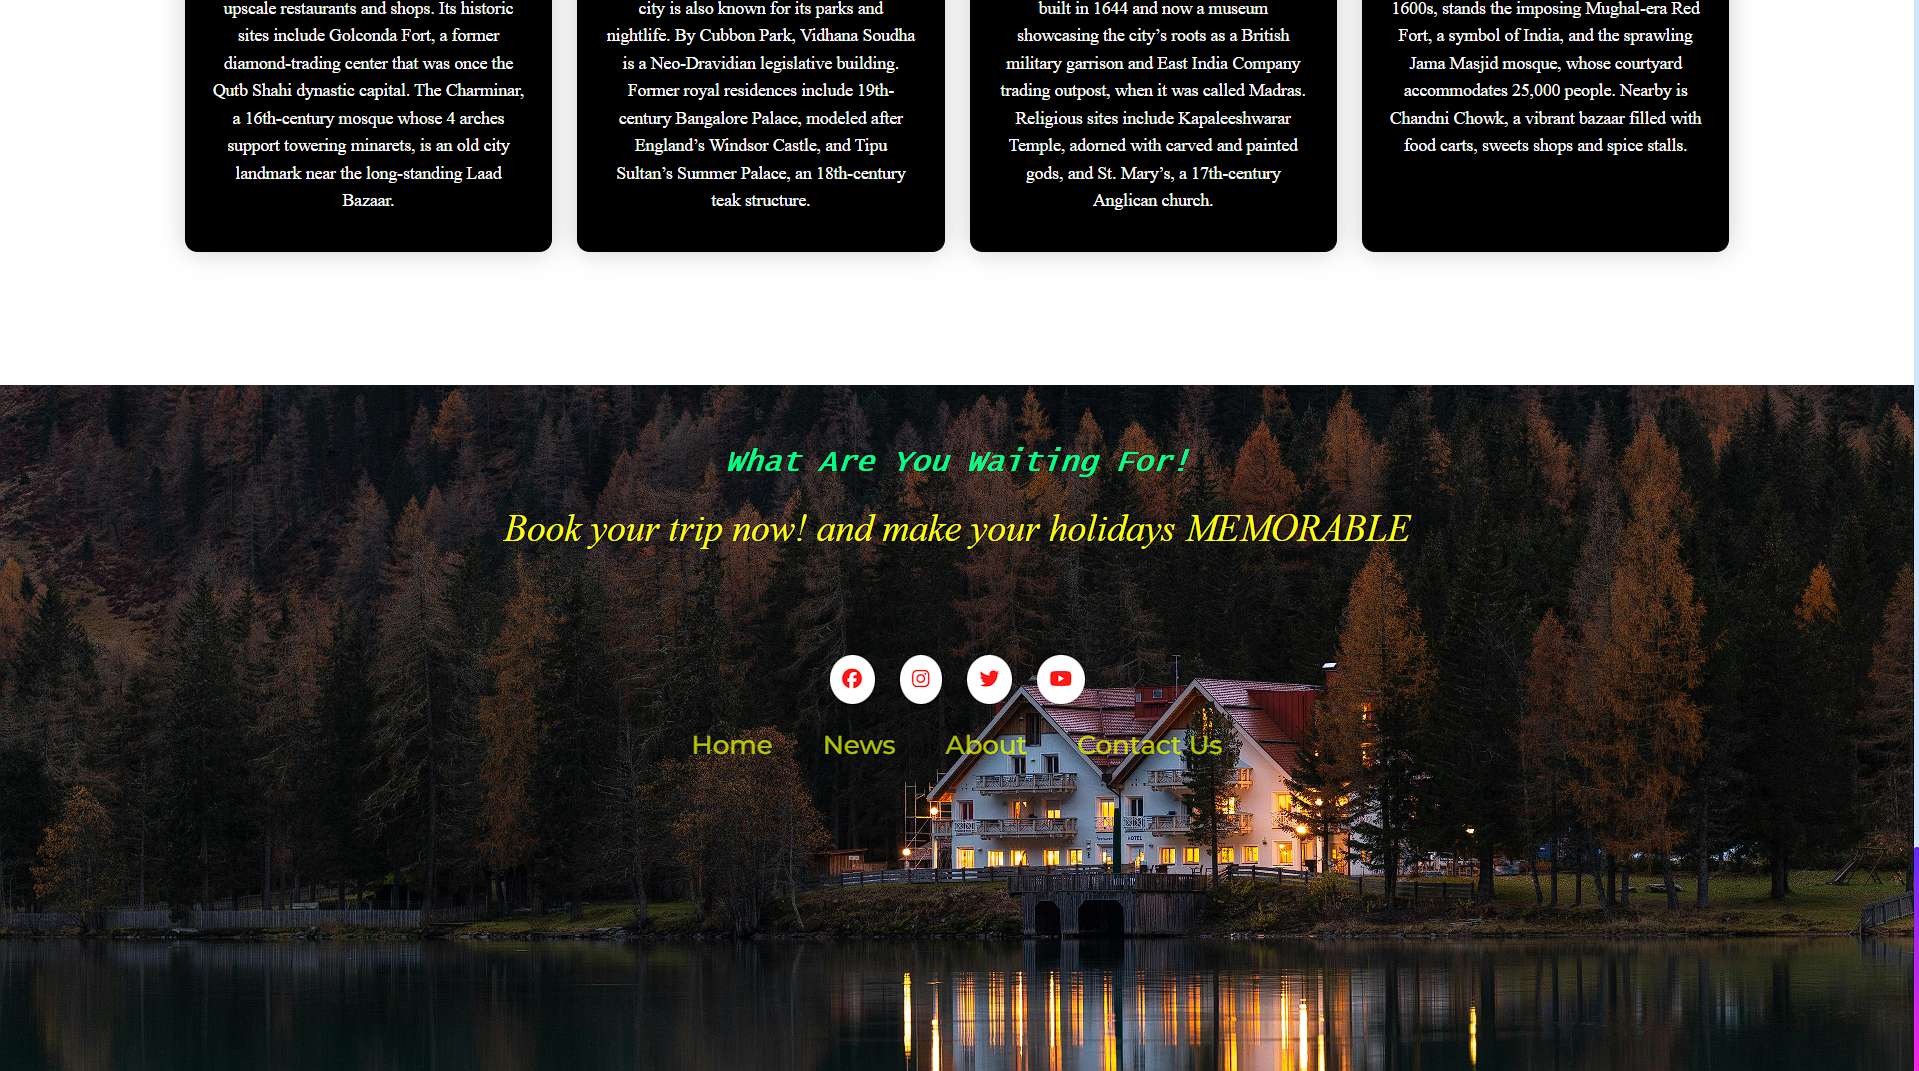 upscale restaurants and shops. Its historic
sites include Golconda Fort, a former
diamond-trading center that was once the
Qutb Shahi dynastic capital. The Charminar,
a 16th-century mosque whose 4 arches
support towering minarets, is an old city
landmark near the long-standing Laad
Bazaar.
city is also known for its parks and
nightlife. By Cubbon Park, Vidhana Soudha
is a Neo-Dravidian legislative building.
Former royal residences include 19th-
century Bangalore Palace, modeled after
England’s Windsor Castle, and Tipu
Sultan’s Summer Palace, an 18th-century
teak structure.
built in 1644 and now a museum
showcasing the city’s roots as a British
military garrison and East India Company
trading outpost, when it was called Madras.
Religious sites include Kapaleeshwarar
Temple, adorned with carved and painted
gods, and St. Mary’s, a 17th-century
Anglican church.
1600s, stands the imposing Mughal-era Red
Fort, a symbol of India, and the sprawling
Jama Masjid mosque, whose courtyard
accommodates 25,000 people. Nearby is
Chandni Chowk, a vibrant bazaar filled with
food carts, sweets shops and spice stalls.
What Are You Waiting For!
Book your trip now! and make your holidays MEMORABLE
Home News About Contact Us
HOTEL